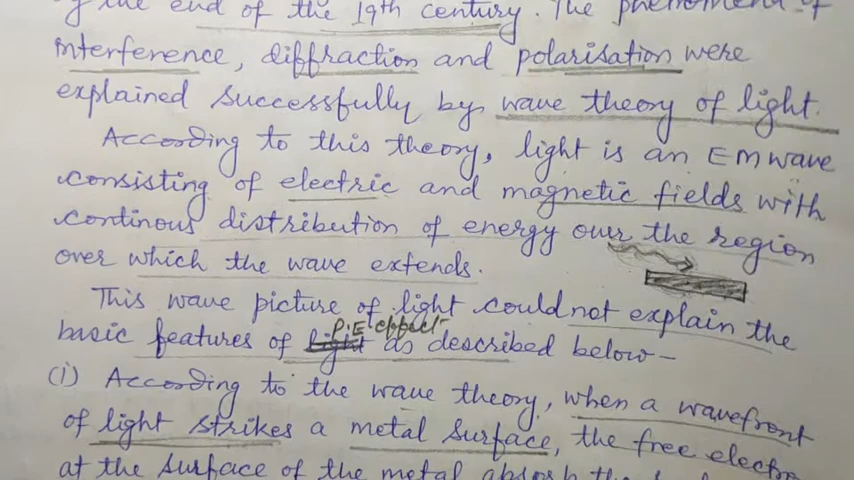 of the end of the 19th century. The phenomena of
interference, diffraction and polarisation were
explained successfully by wave theory of light.
According to this theory, light is an EM wave
consisting of electric and magnetic fields with
continous distribution of energy over the region
over which the wave extends.
This wave picture of light could not explain the
basic features of P.E effect as described below—
(i) According to the wave theory, when a wavefront
of light strikes a metal surface, the free electro
at the surface of the metal absorb the